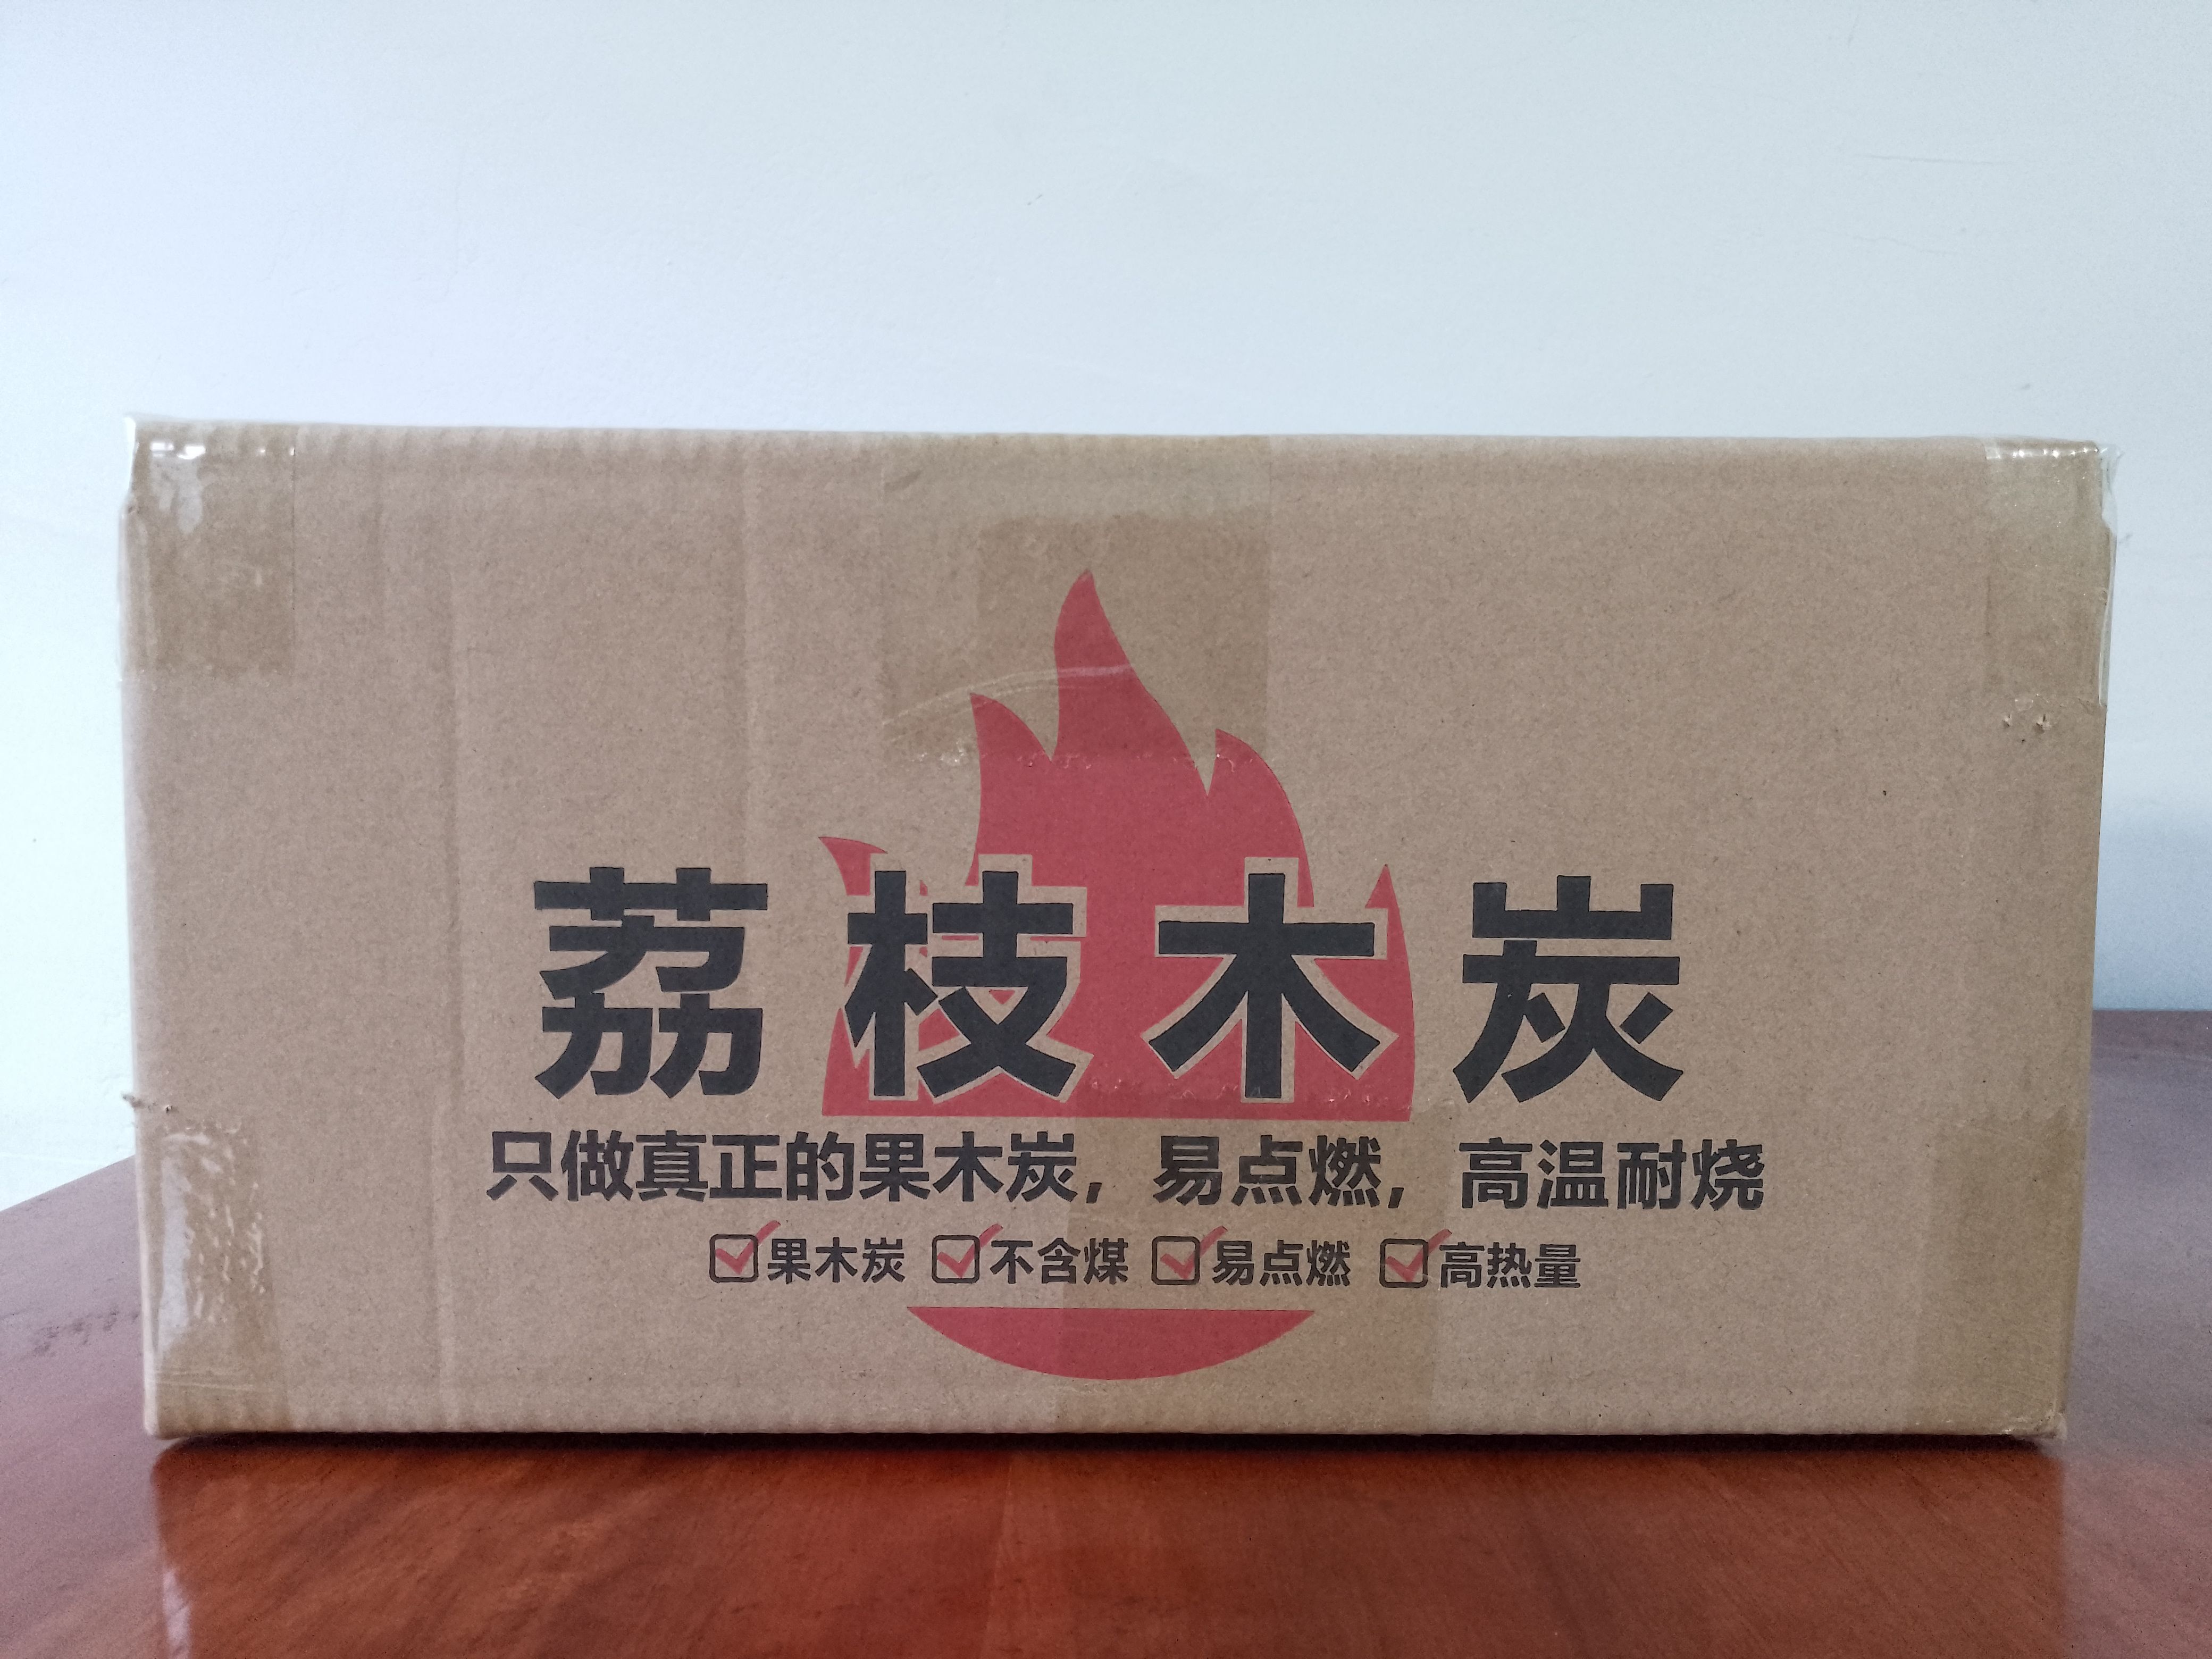 荔枝木炭
只做真正的果木炭，易点燃，高温耐烧
果木炭 不含煤 易点燃 高热量